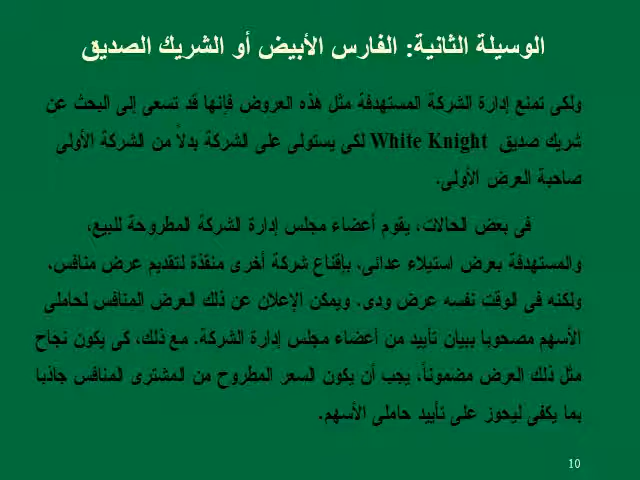 الوسيلة الثانية: الفارس الأبيض أو الشريك الصديق
ولكى تمنع إدارة الشركة المستهدفة مثل هذه العروض فإنها قد تسعى إلى البحث عن
شريك صديق White Knight لكى يستولى على الشركة بدلاً من الشركة الأولى
صاحبة العرض الأولى.
فى بعض الحالات، يقوم أعضاء مجلس إدارة الشركة المطروحة للبيع،
والمستهدفة بعرض استيلاء عدائى، بإقناع شركة أخرى منقذة لتقديم عرض منافس،
ولكنه فى الوقت نفسه عرض ودى. ويمكن الإعلان عن ذلك العرض المنافس لحاملى
الأسهم مصحوبا ببيان تأييد من أعضاء مجلس إدارة الشركة. مع ذلك، كى يكون نجاح
مثل ذلك العرض مضموناً، يجب أن يكون السعر المطروح من المشترى المنافس جاذبا
بما يكفى ليحوز على تأييد حاملى الأسهم.
10